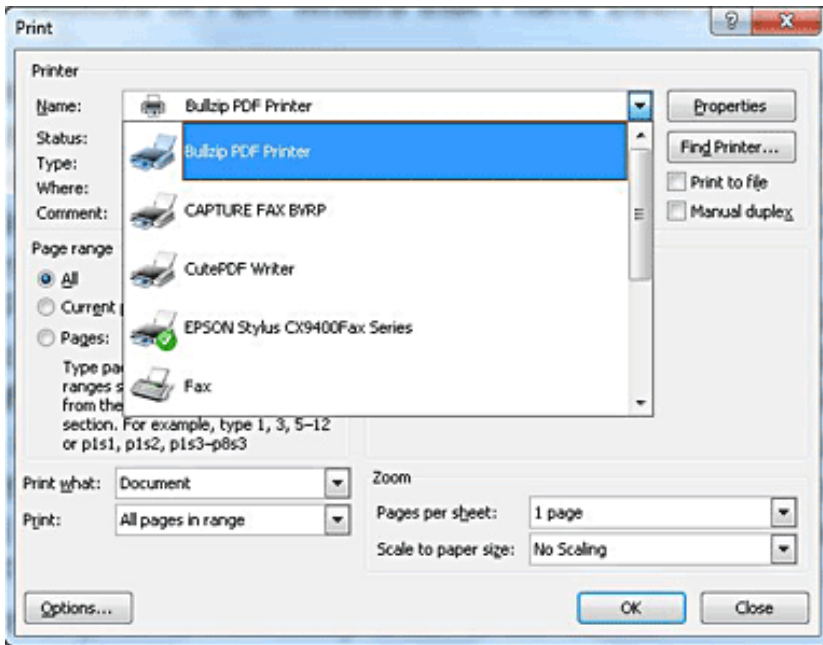 Print
Printer
Name:
Bullzip PDF Printer
Properties
Status:
Type:
Where:
Comment:
Bullzip PDF Printer
CAPTURE FAX BVRP
CutePDF Writer
EPSON Stylus CX9400Fax Series
Fax
Find Printer...
Print to file
Manual duplex
Page range
All
Current
Pages:
Type
ranges
from the
section. For example, type 1, 3, 5–12
or p1s1, p1s2, p1s3–p8s3
Print what:
Document
Print:
All pages in range
Zoom
Pages per sheet:
1 page
Scale to paper size:
No Scaling
Options...
OK
Close